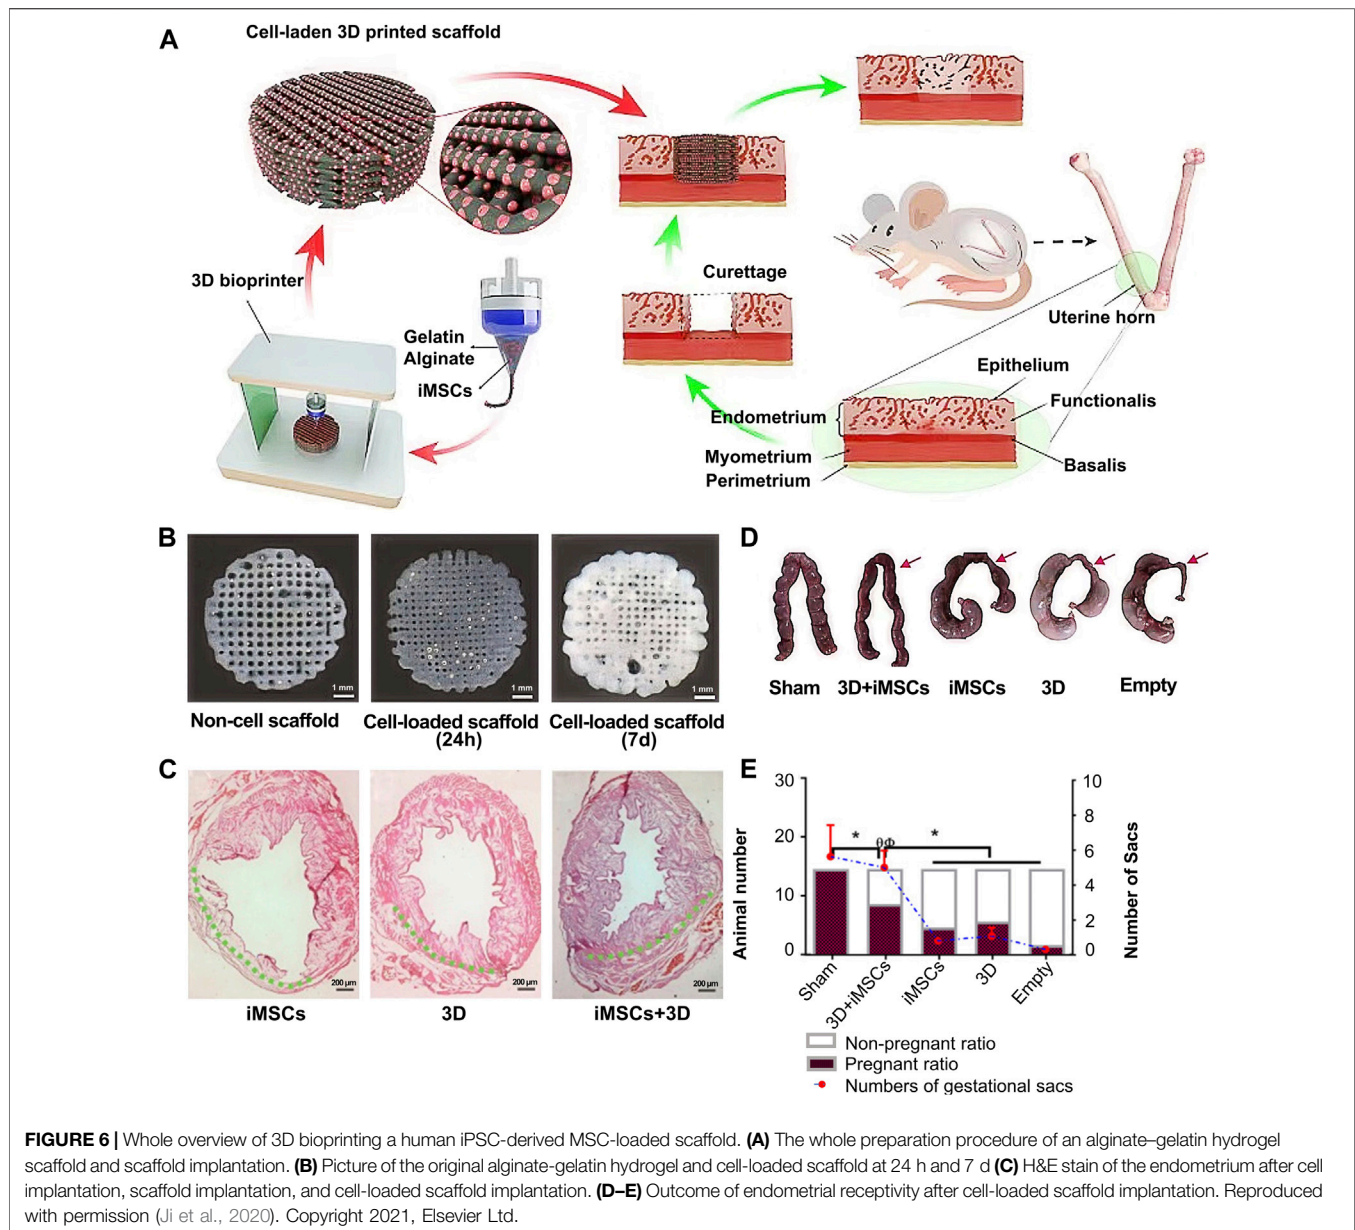 A
Cell-laden 3D printed scaffold
3D bioprinter
Gelatin
Alginate
iMSCs
Curettage
Uterine horn
Epithelium
Endometrium
Functionalis
Myometrium
Basalis
Perimetrium
B
1 mm
1 mm
1 mm
Non-cell scaffold
Cell-loaded scaffold
(24h)
Cell-loaded scaffold
(7d)
C
200 μm
200 μm
200 μm
iMSCs
3D
iMSCs+3D
D
Sham
3D+iMSCs
iMSCs
3D
Empty
E
Animal number
30
20
10
0
Number of Sacs
10
8
6
4
2
0
*
θΦ
*
Sham
3D+iMSCs
iMSCs
3D
Empty
Non-pregnant ratio
Pregnant ratio
Numbers of gestational sacs
FIGURE 6 | Whole overview of 3D bioprinting a human iPSC-derived MSC-loaded scaffold. (A) The whole preparation procedure of an alginate–gelatin hydrogel
scaffold and scaffold implantation. (B) Picture of the original alginate-gelatin hydrogel and cell-loaded scaffold at 24 h and 7 d (C) H&E stain of the endometrium after cell
implantation, scaffold implantation, and cell-loaded scaffold implantation. (D–E) Outcome of endometrial receptivity after cell-loaded scaffold implantation. Reproduced
with permission (Ji et al., 2020). Copyright 2021, Elsevier Ltd.